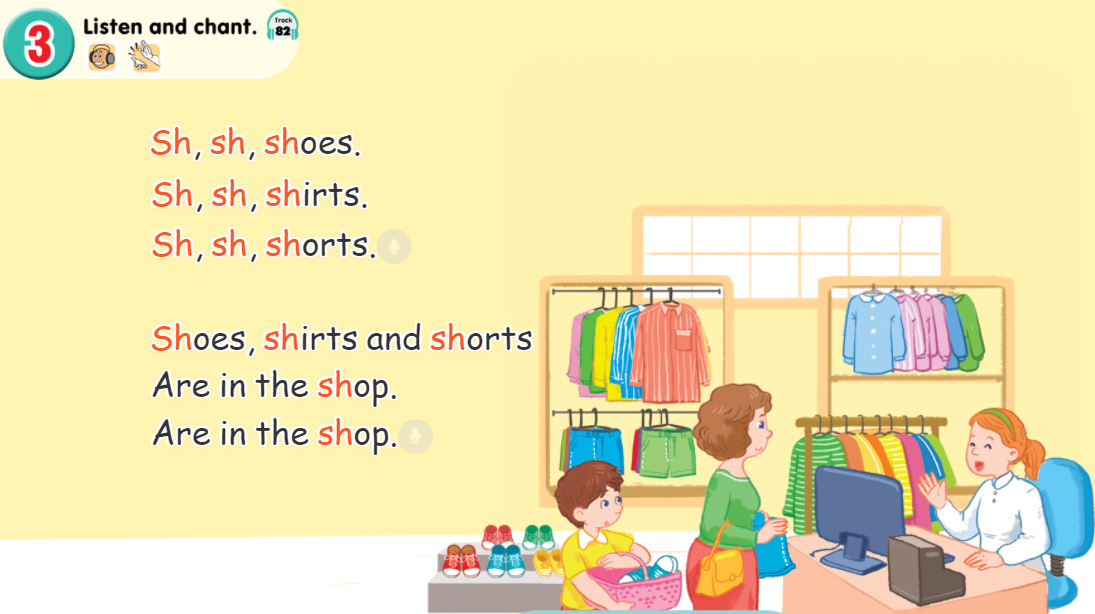 3
Listen and chant.
Track
82
Sh, sh, shoes.
Sh, sh, shirts.
Sh, sh, shorts.
Shoes, shirts and shorts
Are in the shop.
Are in the shop.